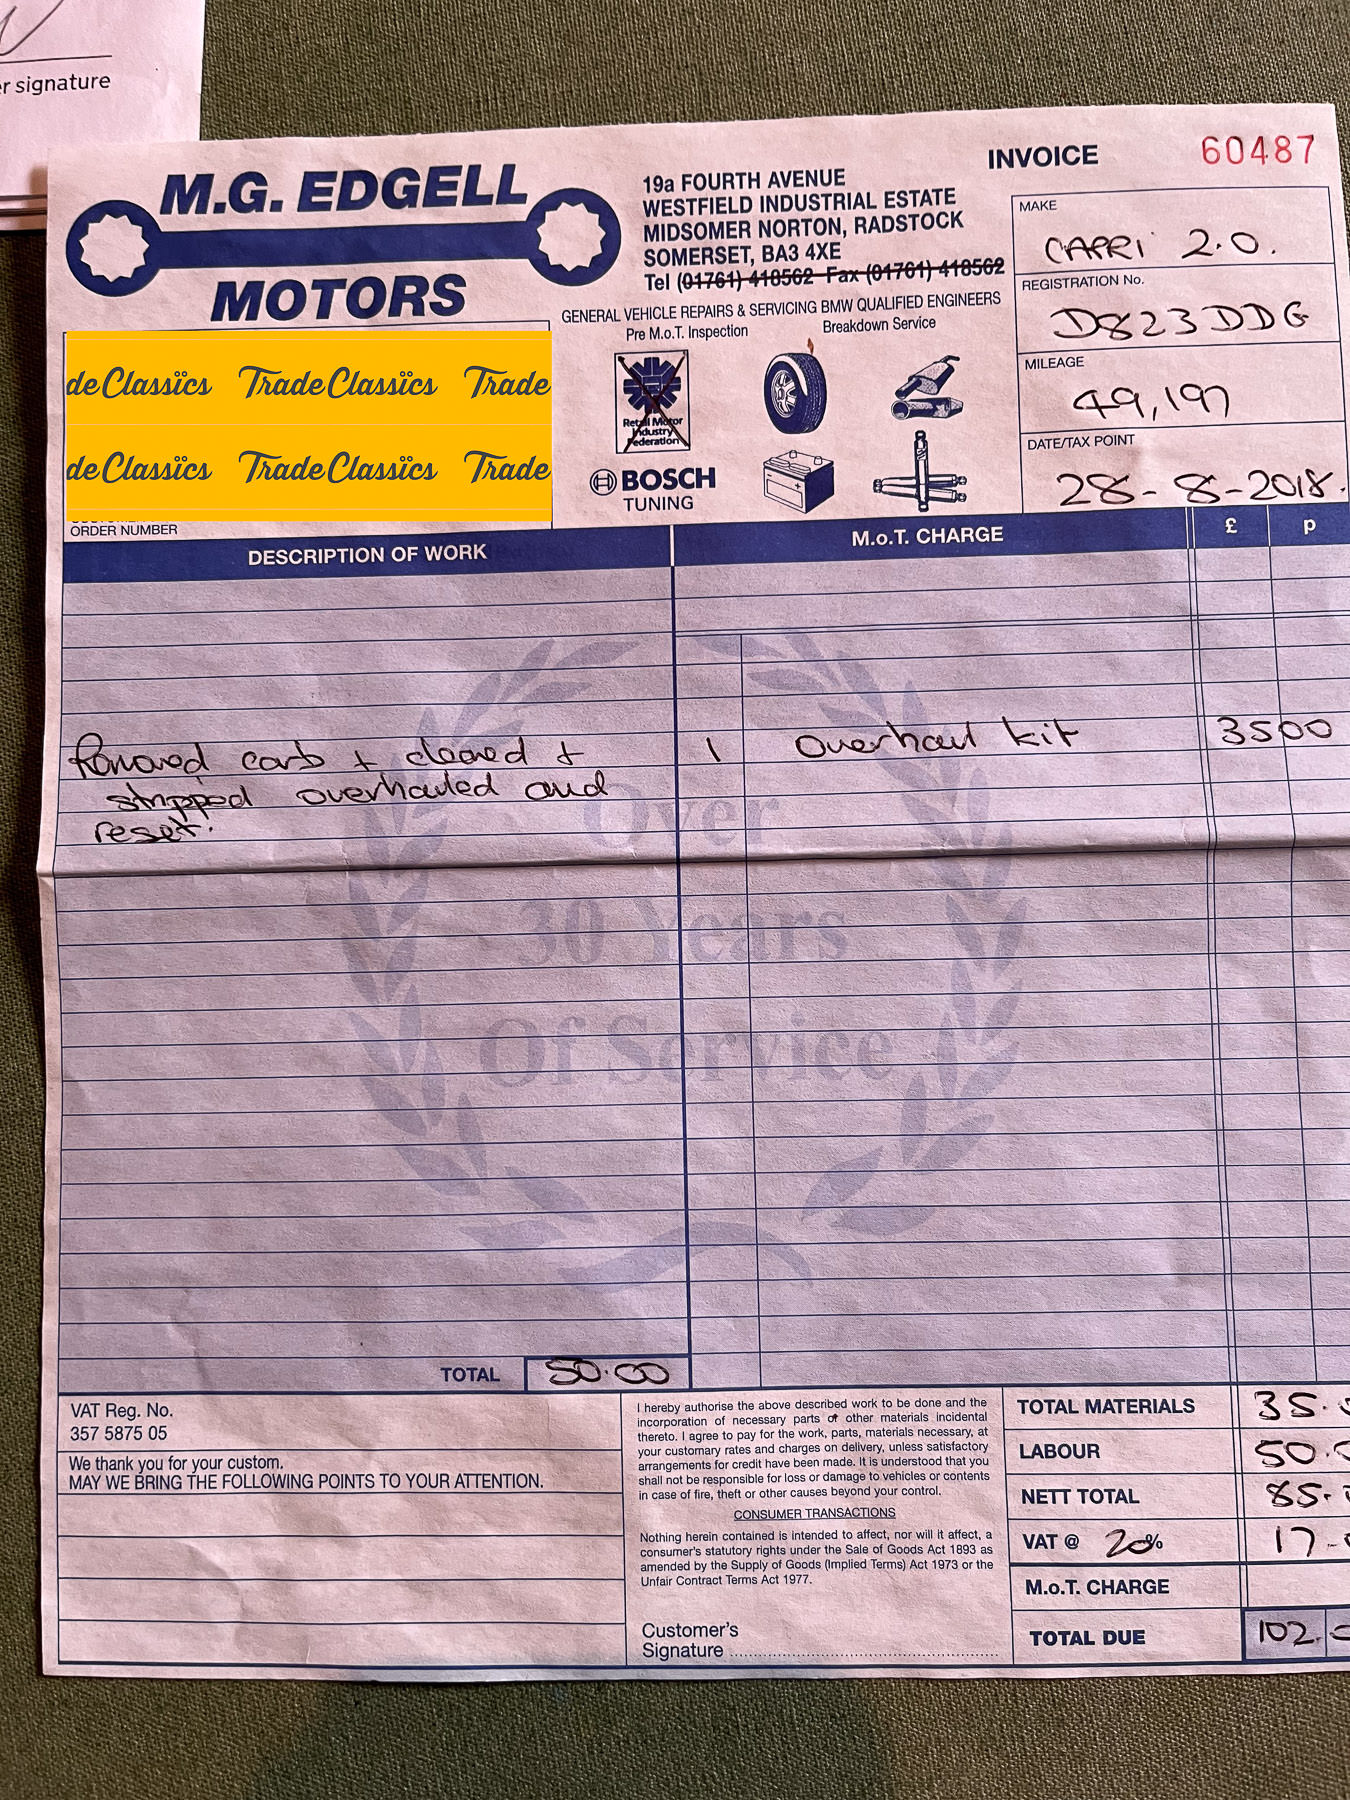 r signature
INVOICE 60487
M.G. EDGELL
MOTORS
19a FOURTH AVENUE
WESTFIELD INDUSTRIAL ESTATE
MIDSOMER NORTON, RADSTOCK
SOMERSET, BA3 4XE
Tel (01761) 418562 Fax (01761) 418562
GENERAL VEHICLE REPAIRS & SERVICING BMW QUALIFIED ENGINEERS
Pre M.o.T. Inspection Breakdown Service
Retail Motor
Industry
Federation
BOSCH
TUNING
MAKE
CAPRI 2.0.
REGISTRATION No.
D823DDG
MILEAGE
49,197
DATE/TAX POINT
28-8-2018.
de Classics Trade Classics Trade
de Classics Trade Classics Trade
ORDER NUMBER
DESCRIPTION OF WORK M.o.T. CHARGE £ p
Removed carb + cleaned + 1 Overhaul kit 3500
stripped overhauled and
reset.
Over
30 Years
Of Service
TOTAL 50.00
VAT Reg. No.
357 5875 05
We thank you for your custom.
MAY WE BRING THE FOLLOWING POINTS TO YOUR ATTENTION.
I hereby authorise the above described work to be done and the
incorporation of necessary parts of other materials incidental
thereto. I agree to pay for the work, parts, materials necessary, at
your customary rates and charges on delivery, unless satisfactory
arrangements for credit have been made. It is understood that you
shall not be responsible for loss or damage to vehicles or contents
in case of fire, theft or other causes beyond your control.
CONSUMER TRANSACTIONS
Nothing herein contained is intended to affect, nor will it affect, a
consumer's statutory rights under the Sale of Goods Act 1893 as
amended by the Supply of Goods (Implied Terms) Act 1973 or the
Unfair Contract Terms Act 1977.
Customer's
Signature
TOTAL MATERIALS 35.
LABOUR 50.
NETT TOTAL 85.
VAT @ 20% 17.
M.o.T. CHARGE
TOTAL DUE 102.